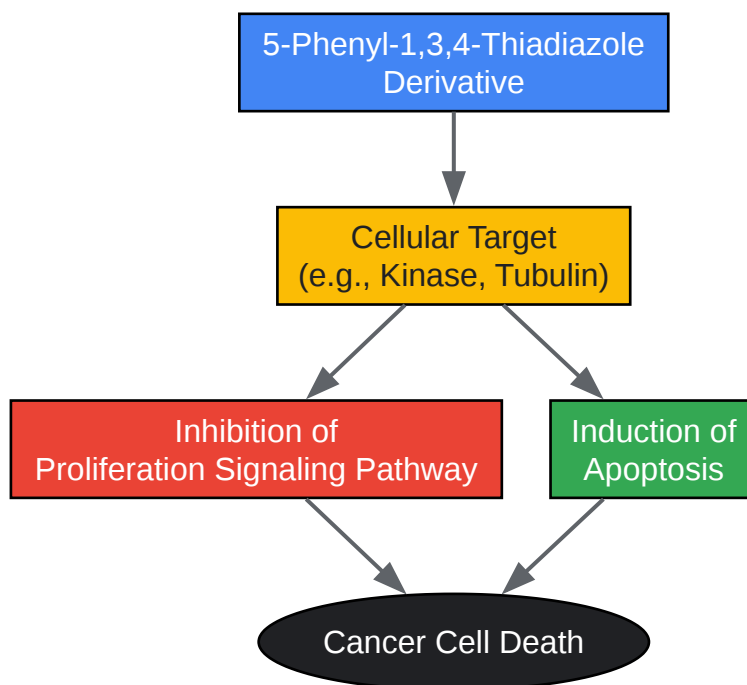 5-Phenyl-1,3,4-Thiadiazole
Derivative
Cellular Target
(e.g., Kinase, Tubulin)
Inhibition of
Proliferation Signaling Pathway
Induction of
Apoptosis
Cancer Cell Death